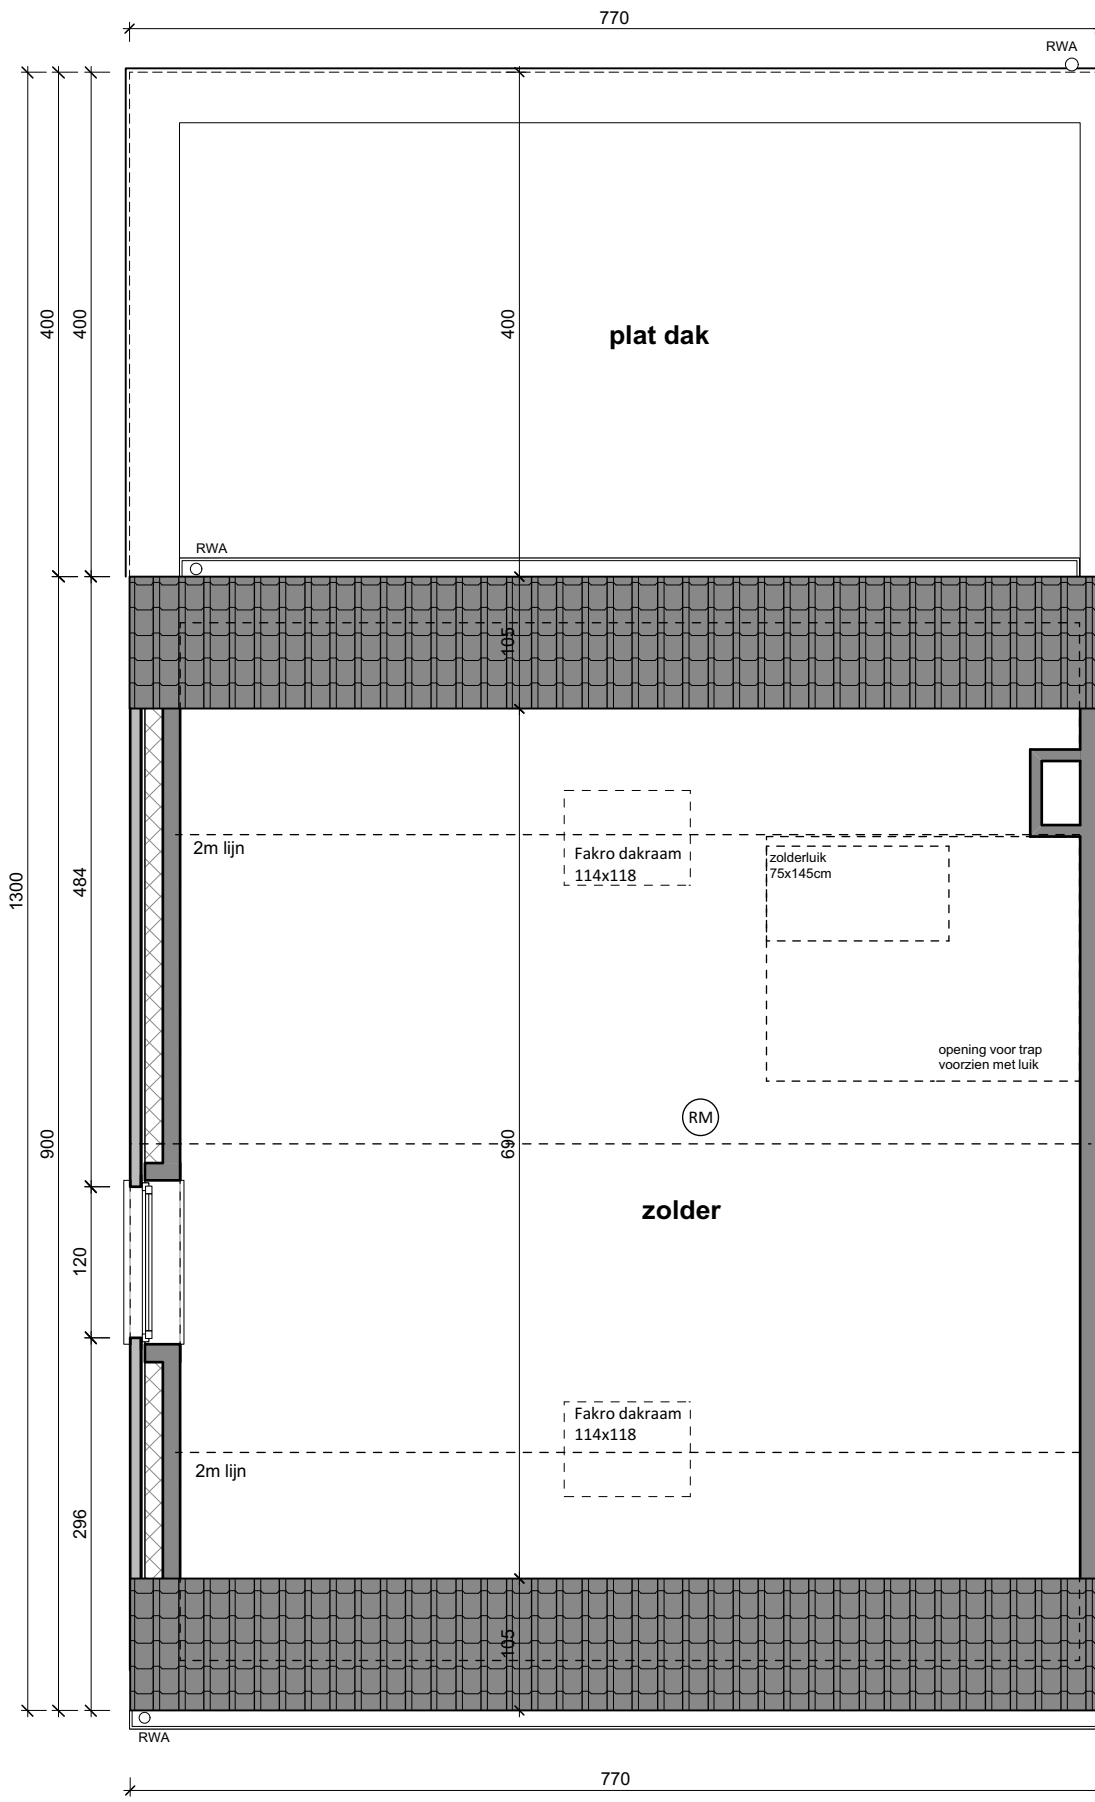 770
RWA
400
400
400
plat dak
RWA
105
2m lijn
Fakro dakraam
114x118
zolderluik
75x145cm
484
1300
opening voor trap
voorzien met luik
RM
900
690
zolder
120
Fakro dakraam
114x118
2m lijn
296
105
RWA
770